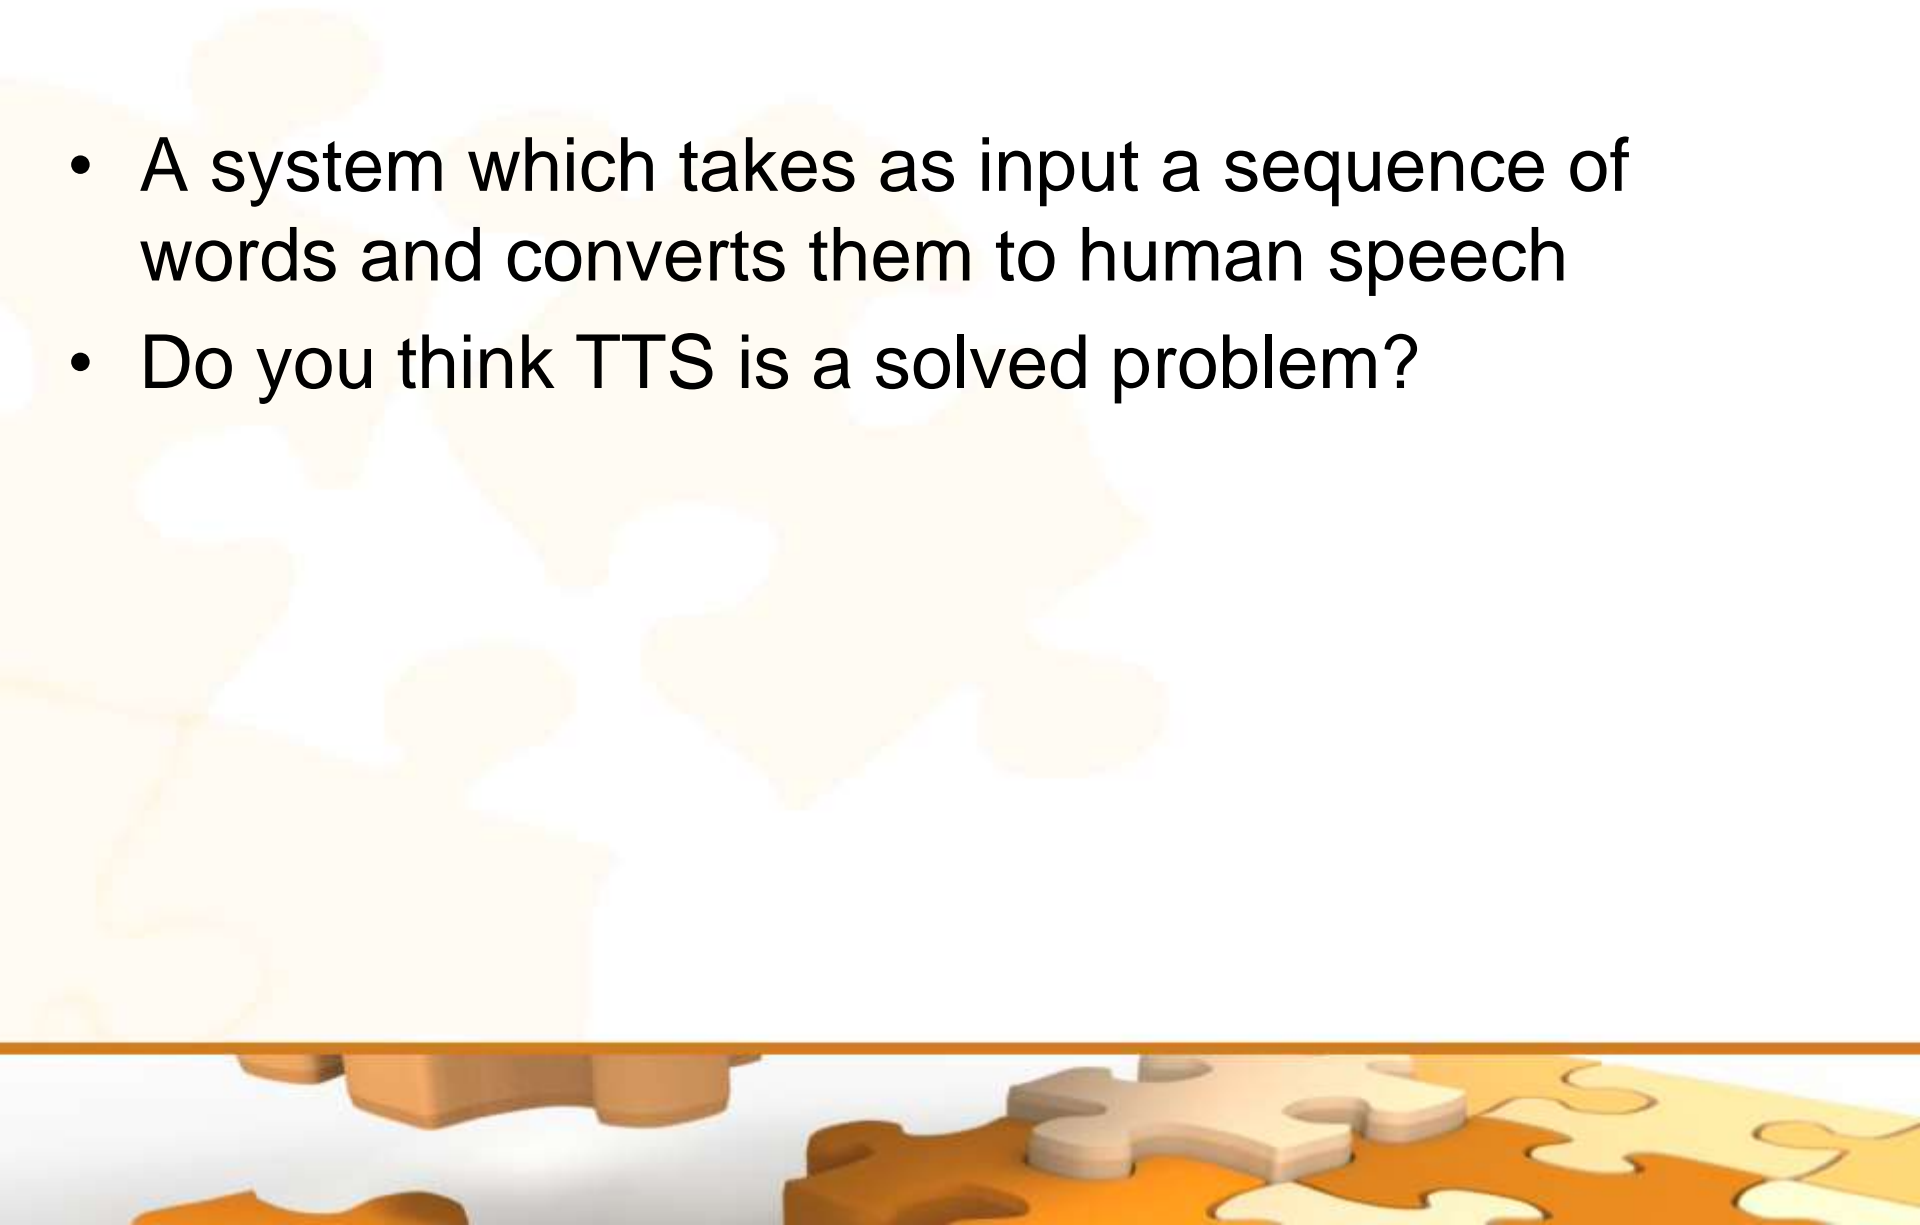 • A system which takes as input a sequence of
words and converts them to human speech
• Do you think TTS is a solved problem?